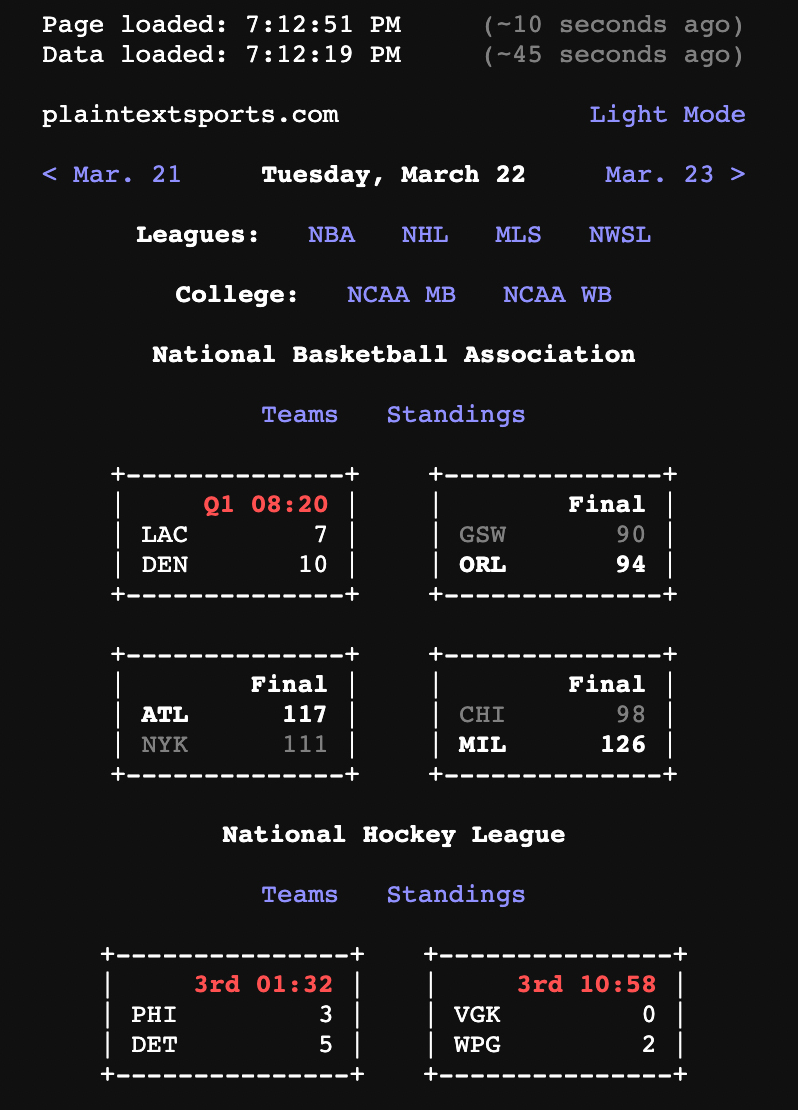 Page loaded: 7:12:51 PM     (~10 seconds ago)
Data loaded: 7:12:19 PM     (~45 seconds ago)
plaintextsports.com                Light Mode
< Mar. 21     Tuesday, March 22     Mar. 23 >
Leagues:   NBA   NHL   MLS   NWSL
College:   NCAA MB   NCAA WB
National Basketball Association
Teams   Standings
+--------------+    +--------------+
|     Q1 08:20 |    |        Final |
| LAC        7 |    | GSW       90 |
| DEN       10 |    | ORL       94 |
+--------------+    +--------------+
+--------------+    +--------------+
|        Final |    |        Final |
| ATL      117 |    | CHI       98 |
| NYK      111 |    | MIL      126 |
+--------------+    +--------------+
National Hockey League
Teams   Standings
+---------------+   +---------------+
|     3rd 01:32 |   |     3rd 10:58 |
| PHI         3 |   | VGK         0 |
| DET         5 |   | WPG         2 |
+---------------+   +---------------+